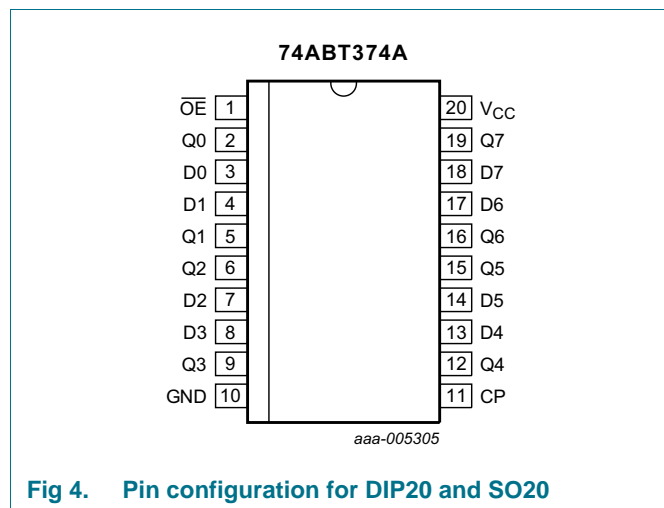 74ABT374A
OE 1 20 VCC
Q0 2 19 Q7
D0 3 18 D7
D1 4 17 D6
Q1 5 16 Q6
Q2 6 15 Q5
D2 7 14 D5
D3 8 13 D4
Q3 9 12 Q4
GND 10 11 CP
aaa-005305
Fig 4. Pin configuration for DIP20 and SO20